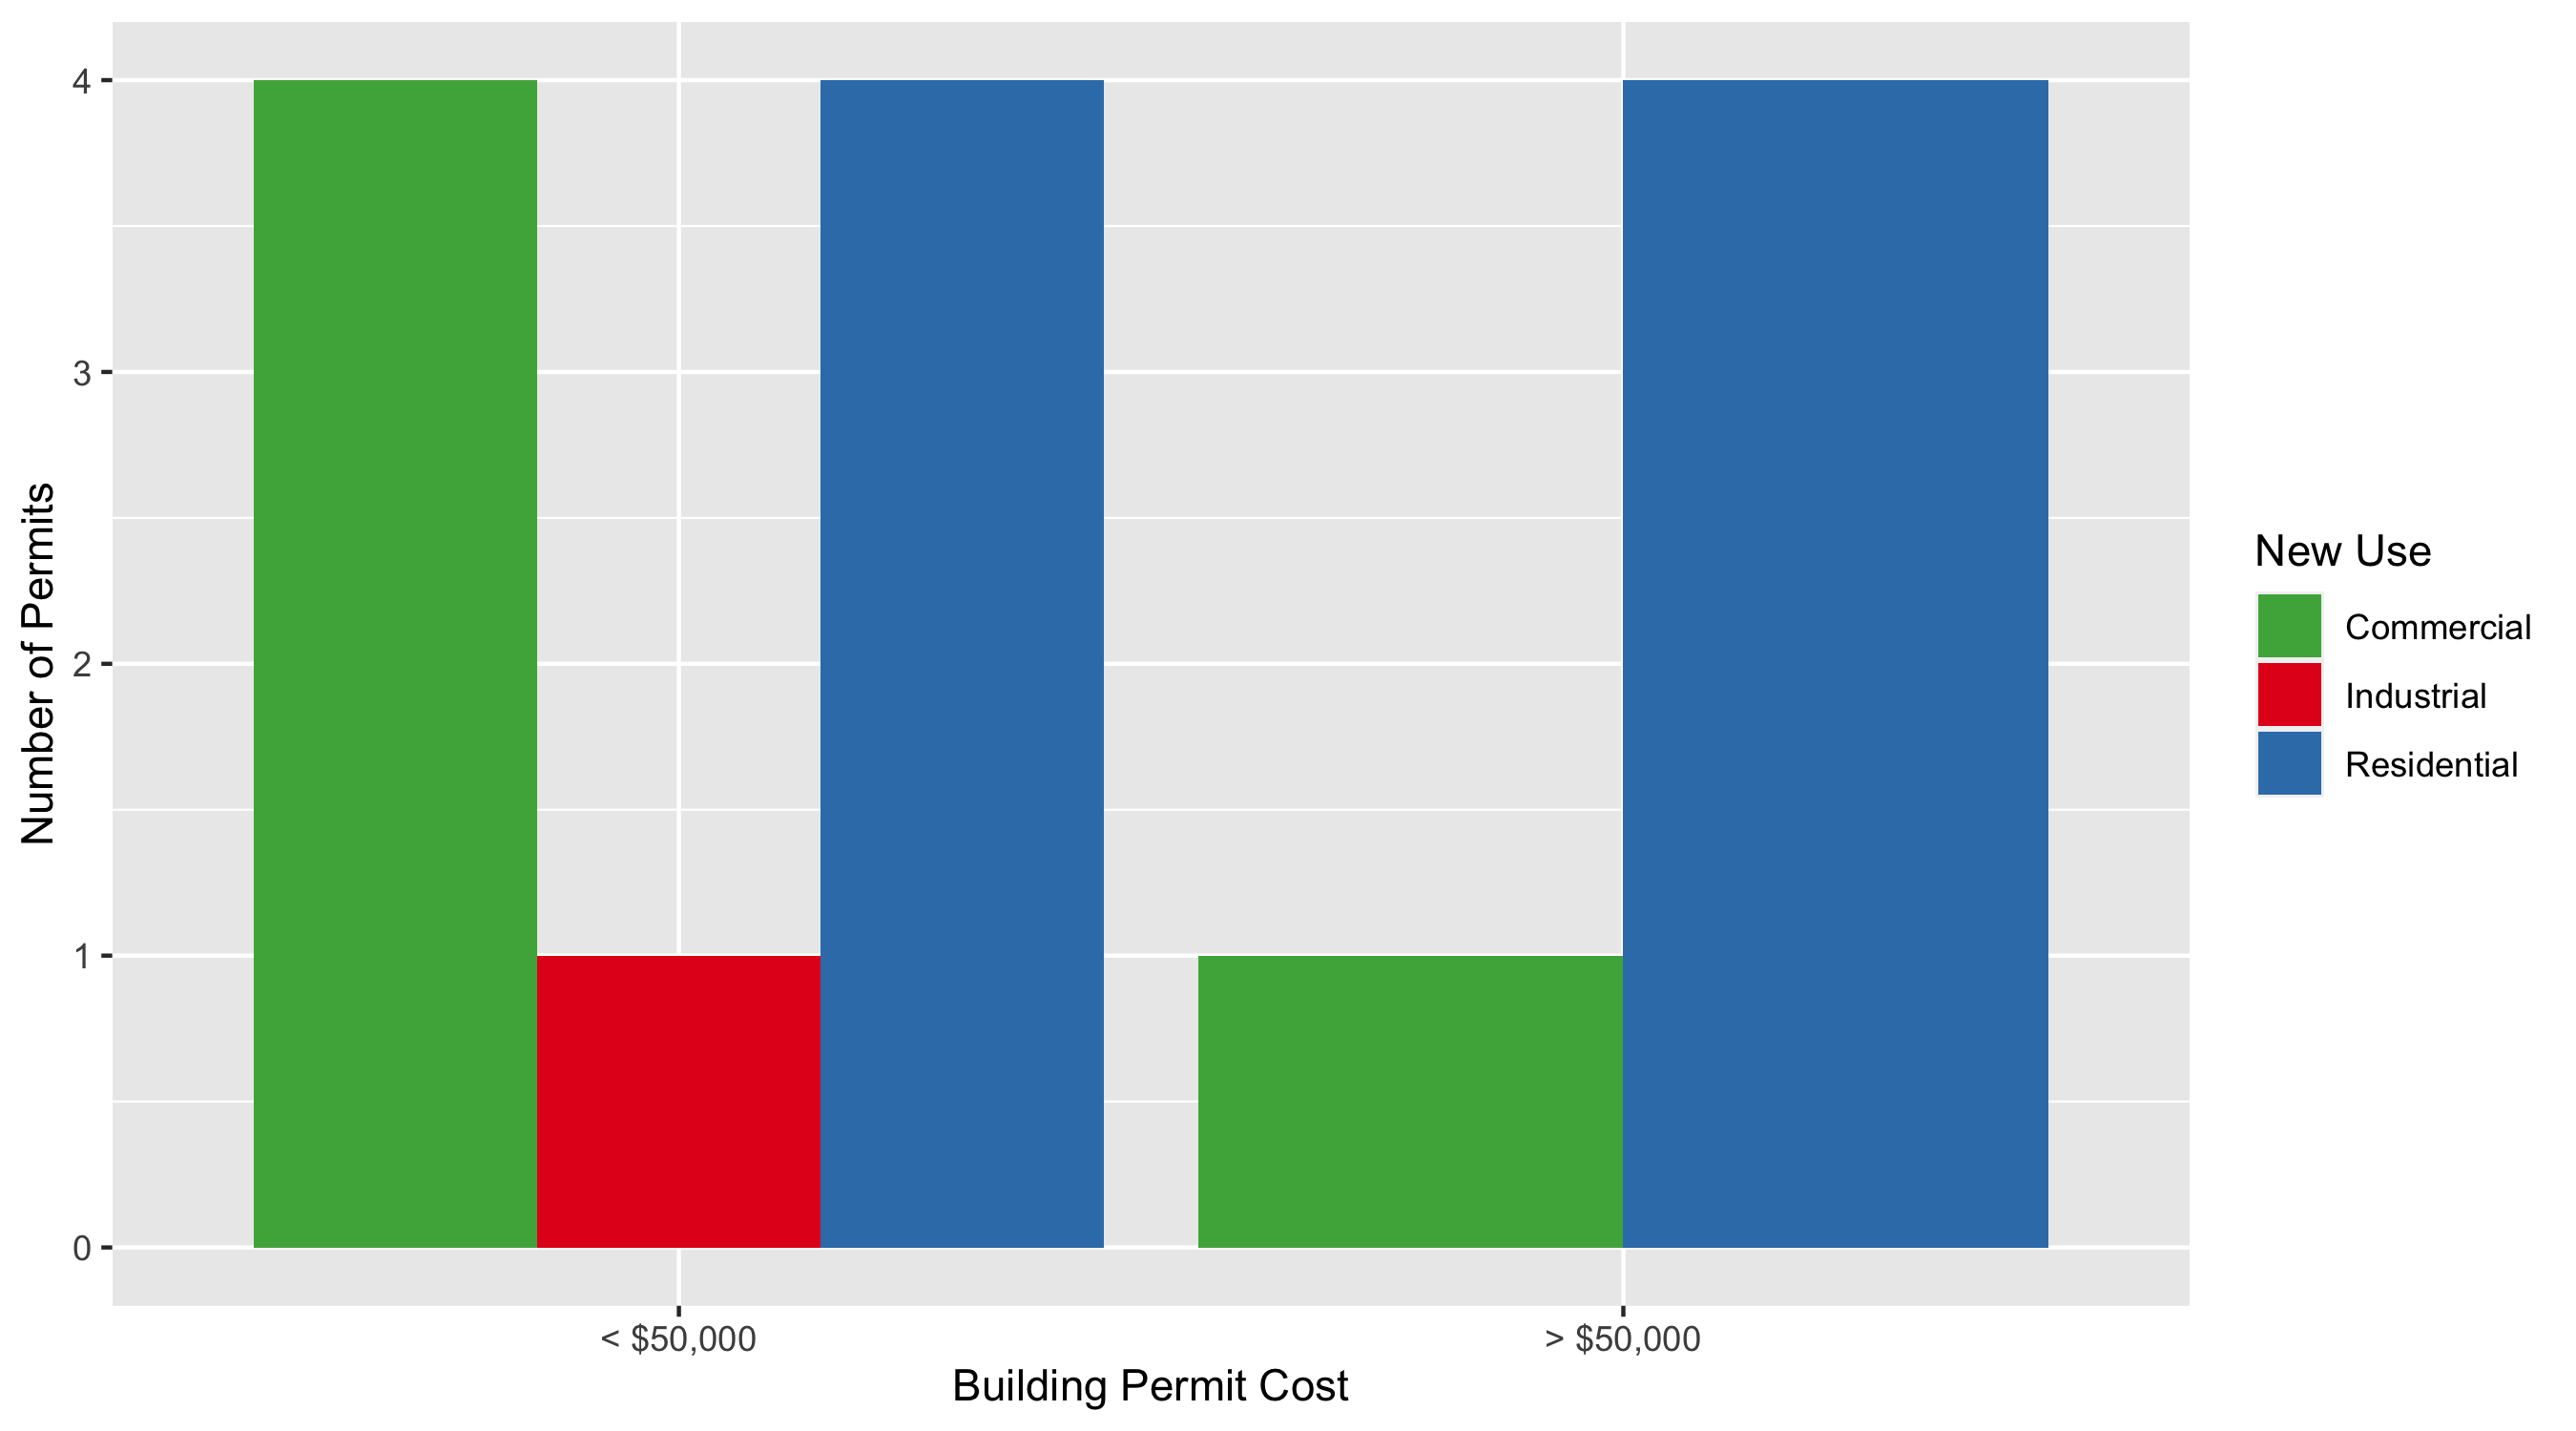 4
3
2
1
0
Number of Permits
< $50,000
> $50,000
Building Permit Cost
New Use
Commercial
Industrial
Residential